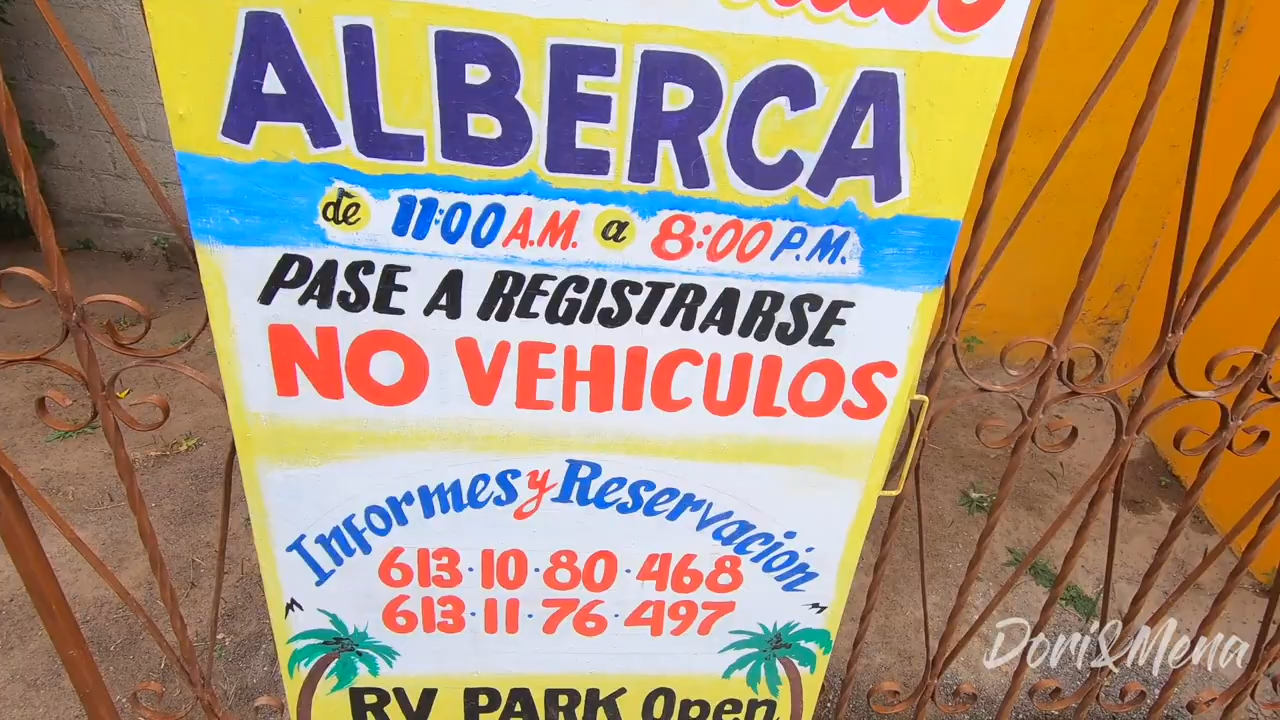 ALBERCA
de 11:00 A.M. a 8:00 P.M.
PASE A REGISTRARSE
NO VEHICULOS
Informes y Reservación
613·10·80·468
613·11·76·497
RV PARK Open
Dori&Mena